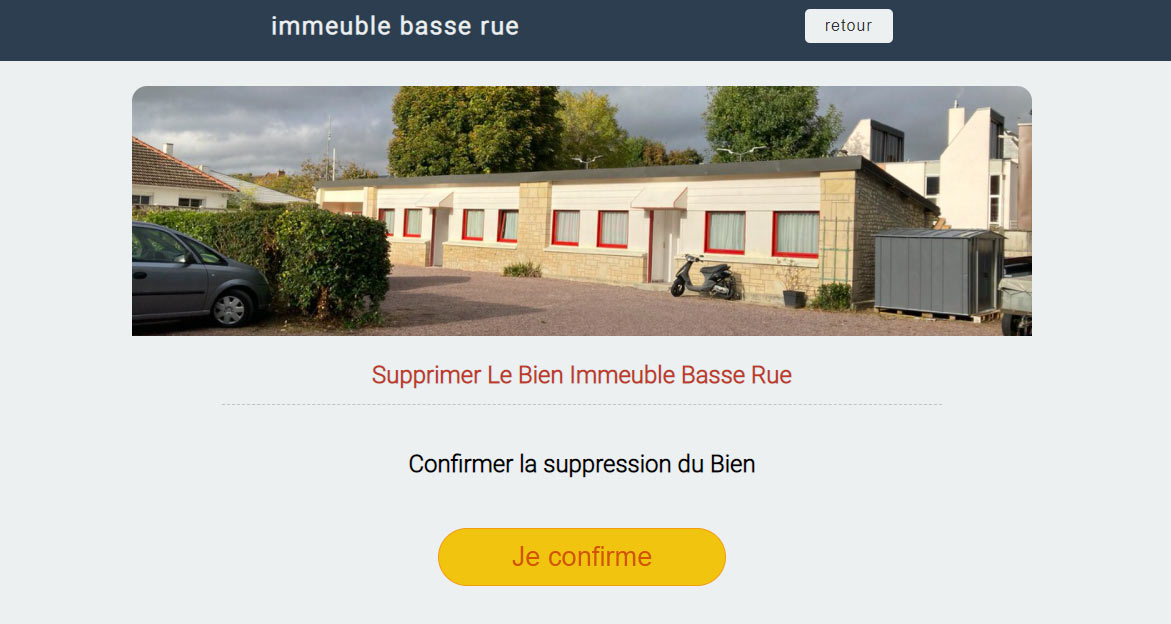 immeuble basse rue
retour
Supprimer Le Bien Immeuble Basse Rue
Confirmer la suppression du Bien
Je confirme